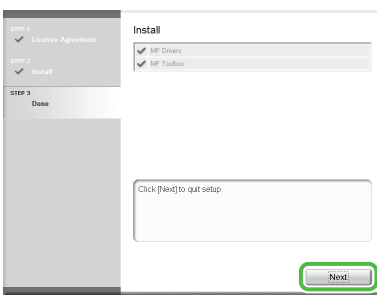 STEP 1
License Agreement
STEP 2
Install
STEP 3
Done
Install
MF Drivers
MF Toolbox
Click [Next] to quit setup.
Next